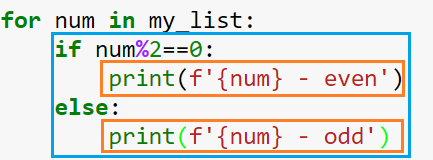 for num in my_list:
    if num%2==0:
        print(f'{num} - even')
    else:
        print(f'{num} - odd')